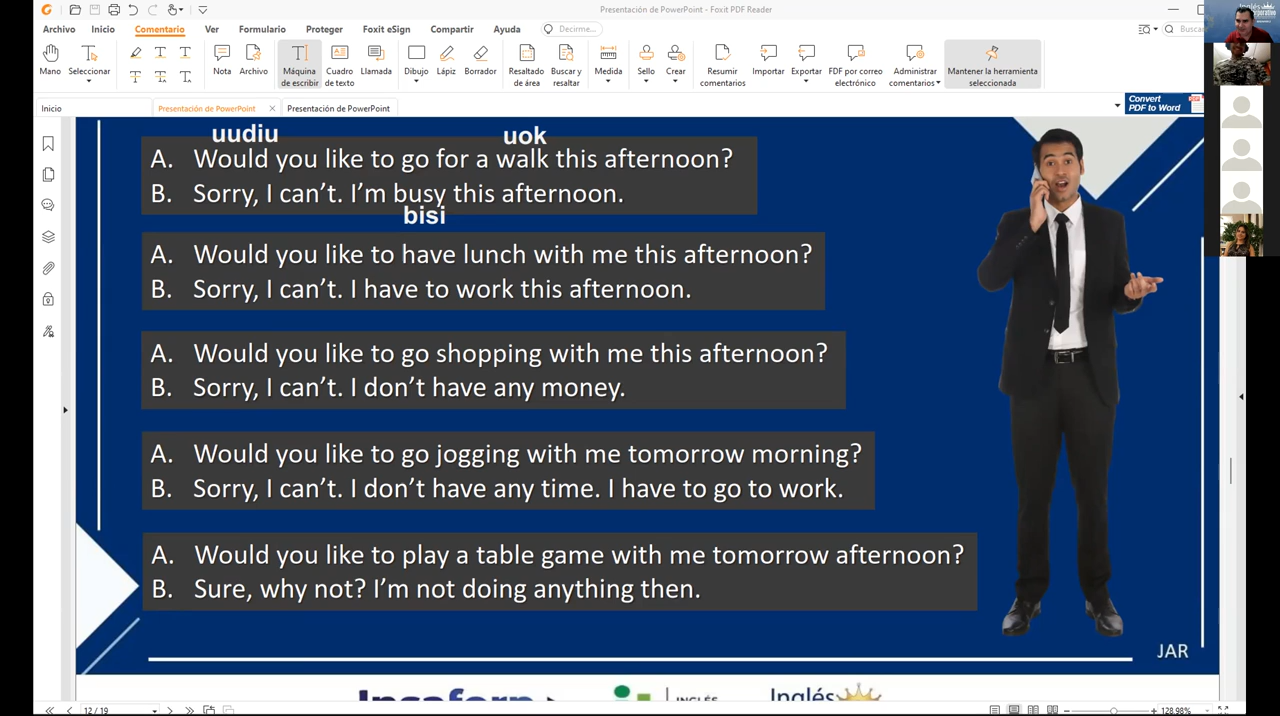 Presentación de PowerPoint - Foxit PDF Reader
Archivo Inicio Comentario Ver Formulario Proteger Foxit eSign Compartir Ayuda Decirme... Buscar
Mano Seleccionar Nota Archivo Máquina de escribir Cuadro de texto Llamada Dibujo Lápiz Borrador Resaltado de área Buscar y resaltar Medida Sello Crear Resumir comentarios Importar Exportar FDF por correo electrónico Administrar comentarios Mantener la herramienta seleccionada
Inicio Presentación de PowerPoint Presentación de PowerPoint
Convert
PDF to Word
uudiu uok
A. Would you like to go for a walk this afternoon?
B. Sorry, I can't. I'm busy this afternoon.
bisi
A. Would you like to have lunch with me this afternoon?
B. Sorry, I can't. I have to work this afternoon.
A. Would you like to go shopping with me this afternoon?
B. Sorry, I can't. I don't have any money.
A. Would you like to go jogging with me tomorrow morning?
B. Sorry, I can't. I don't have any time. I have to go to work.
A. Would you like to play a table game with me tomorrow afternoon?
B. Sure, why not? I'm not doing anything then.
JAR
INGLÉS Inglés
12 / 19 128.98%